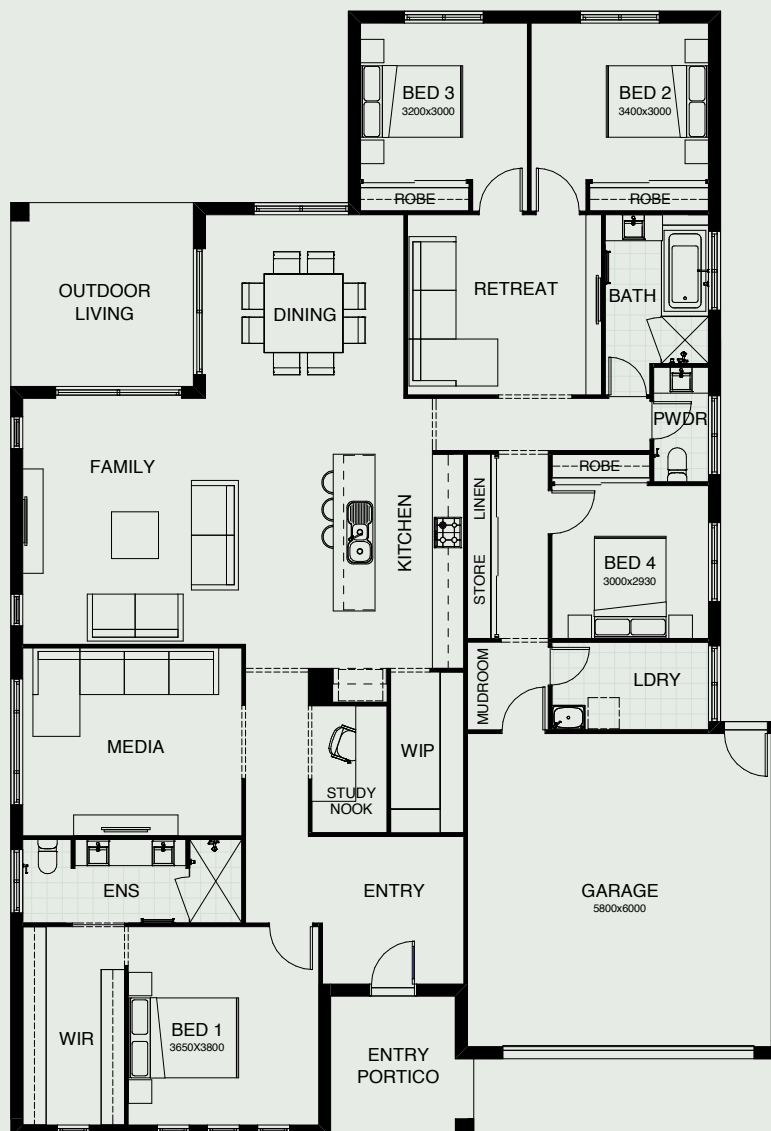 BED 3
3200x3000
BED 2
3400x3000
ROBE
ROBE
OUTDOOR
LIVING
DINING
RETREAT
BATH
PWDR
FAMILY
KITCHEN
LINEN
STORE
ROBE
BED 4
3000x2930
MUDROOM
LDRY
MEDIA
STUDY
NOOK
WIP
ENS
ENTRY
GARAGE
5800x6000
WIR
BED 1
3650X3800
ENTRY
PORTICO